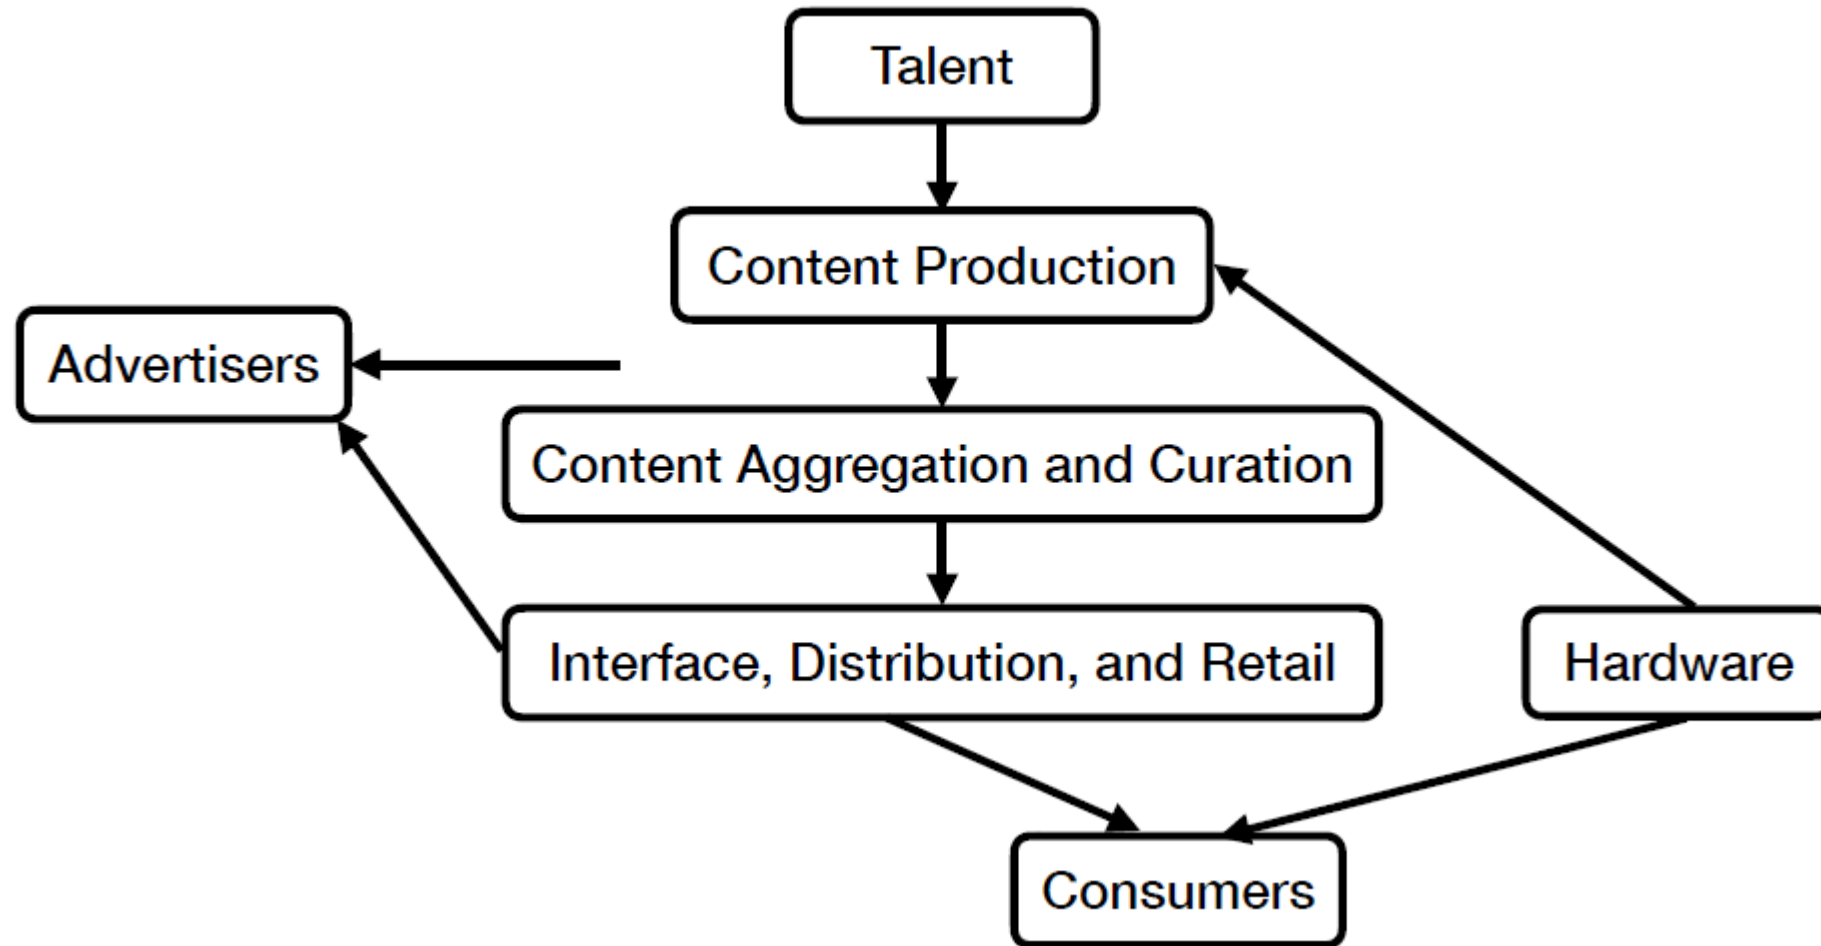 Talent
Content Production
Advertisers
Content Aggregation and Curation
Interface, Distribution, and Retail
Hardware
Consumers